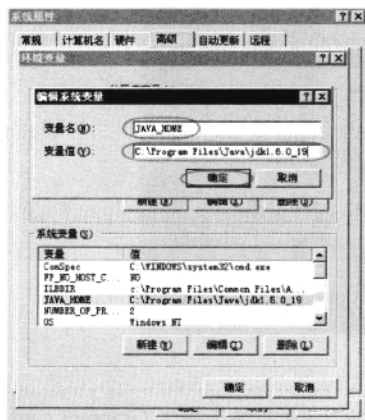 系统属性
常规 计算机名 硬件 高级 自动更新 远程
环境变量
编辑系统变量
变量名(N): JAVA_HOME
变量值(V): C:\Program Files\Java\jdk1.6.0_19
确定 取消
新建(N) 编辑(E) 删除(D)
系统变量(S)
变量 值
ComSpec C:\WINDOWS\system32\cmd.exe
FP_NO_HOST_C... NO
ILBDIR c:\Program Files\Common Files\A...
JAVA_HOME C:\Program Files\Java\jdk1.6.0_19
NUMBER_OF_PR... 2
OS Windows NT
新建(W) 编辑(I) 删除(L)
确定 取消